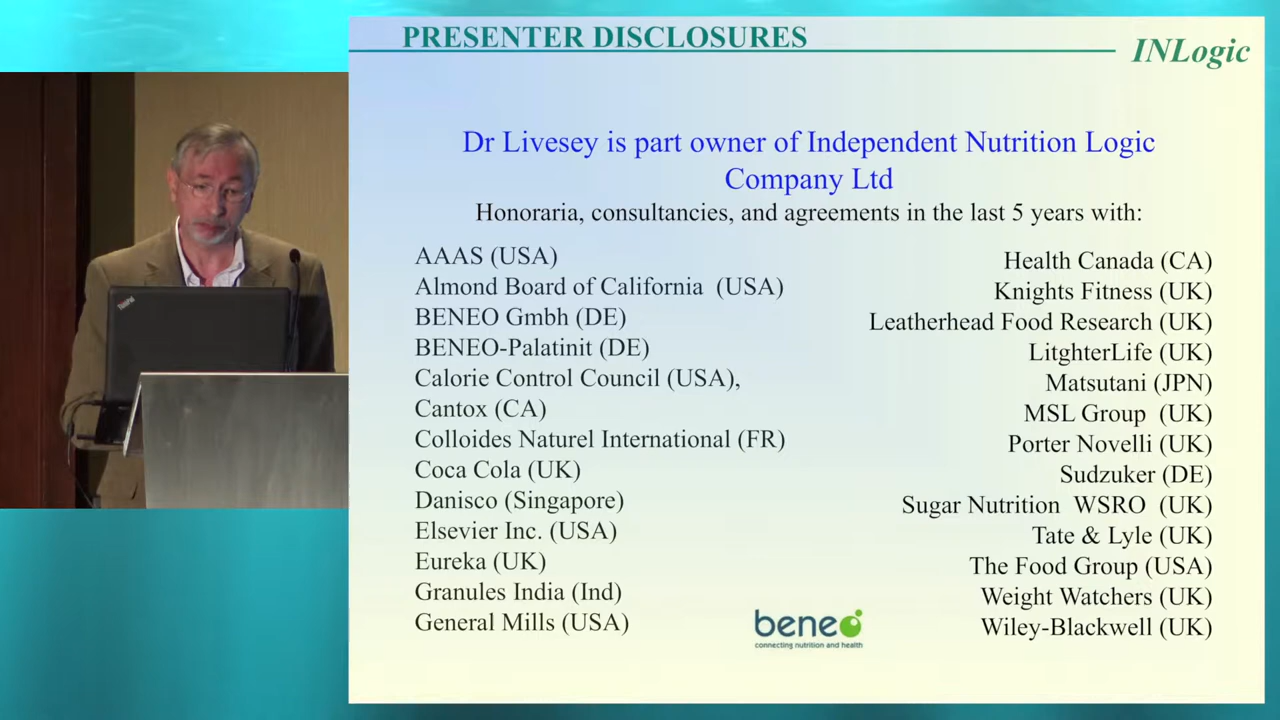 PRESENTER DISCLOSURES
INLogic
Dr Livesey is part owner of Independent Nutrition Logic
Company Ltd
Honoraria, consultancies, and agreements in the last 5 years with:
AAAS (USA)
Almond Board of California (USA)
BENEO Gmbh (DE)
BENEO-Palatinit (DE)
Calorie Control Council (USA),
Cantox (CA)
Colloides Naturel International (FR)
Coca Cola (UK)
Danisco (Singapore)
Elsevier Inc. (USA)
Eureka (UK)
Granules India (Ind)
General Mills (USA)
Health Canada (CA)
Knights Fitness (UK)
Leatherhead Food Research (UK)
LitghterLife (UK)
Matsutani (JPN)
MSL Group (UK)
Porter Novelli (UK)
Sudzuker (DE)
Sugar Nutrition WSRO (UK)
Tate & Lyle (UK)
The Food Group (USA)
Weight Watchers (UK)
Wiley-Blackwell (UK)
beneo
connecting nutrition and health
ThinkPad